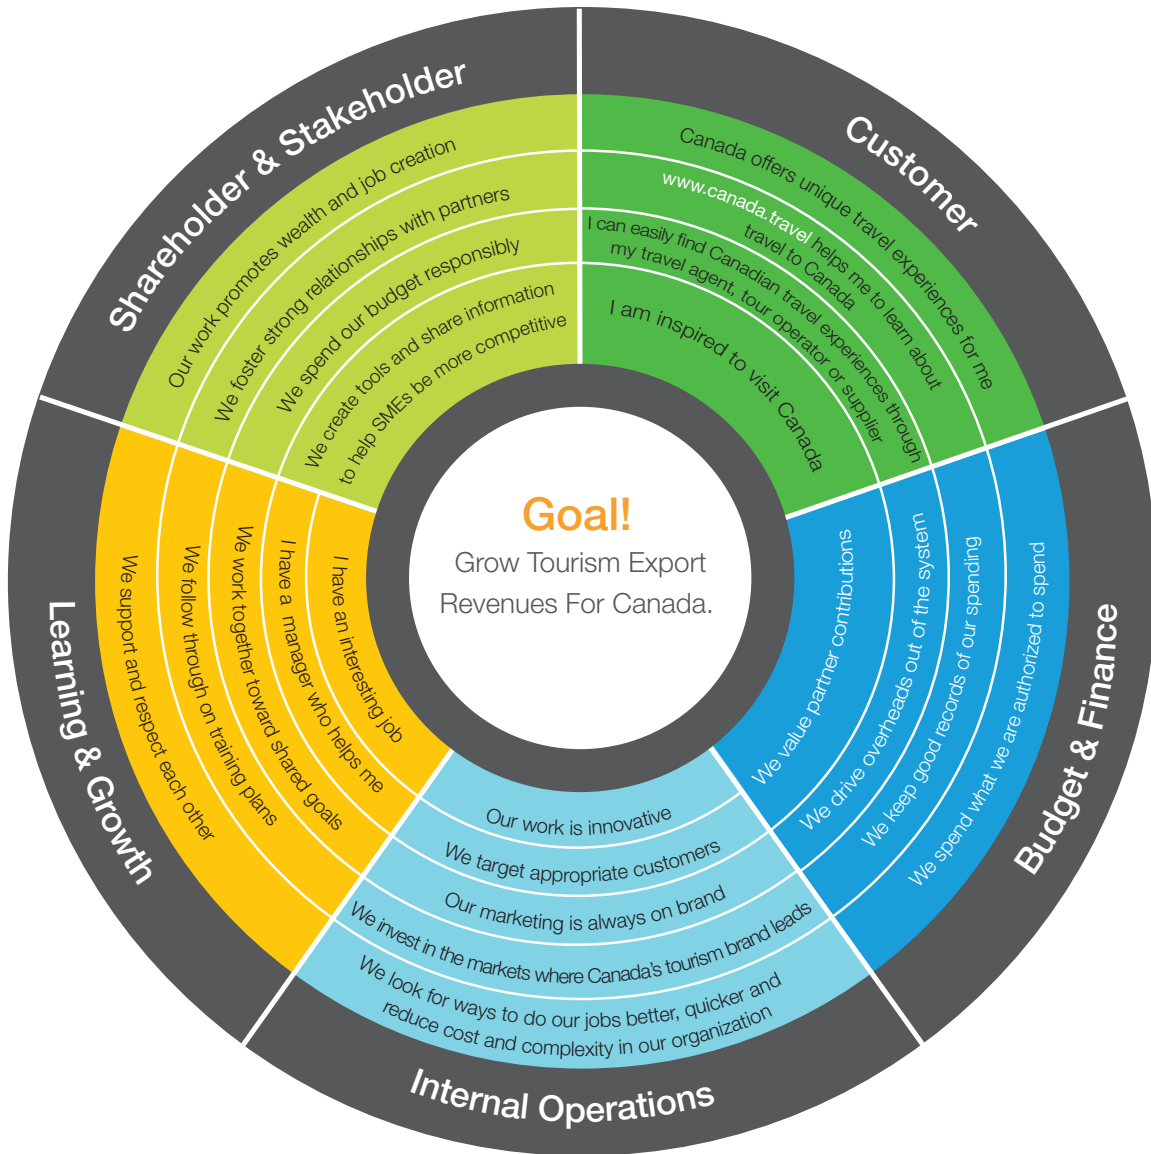 Shareholder & Stakeholder
Our work promotes wealth and job creation
We foster strong relationships with partners
We spend our budget responsibly
We create tools and share information
to help SMEs be more competitive
Customer
Canada offers unique travel experiences for me
www.canada.travel helps me to learn about
travel to Canada
I can easily find Canadian travel experiences through
my travel agent, tour operator or supplier
I am inspired to visit Canada
Budget & Finance
We value partner contributions
We drive overheads out of the system
We keep good records of our spending
We spend what we are authorized to spend
Internal Operations
Our work is innovative
We target appropriate customers
Our marketing is always on brand
We invest in the markets where Canada's tourism brand leads
We look for ways to do our jobs better, quicker and
reduce cost and complexity in our organization
Learning & Growth
We support and respect each other
We follow through on training plans
We work together toward shared goals
I have a manager who helps me
I have an interesting job
Goal!
Grow Tourism Export
Revenues For Canada.